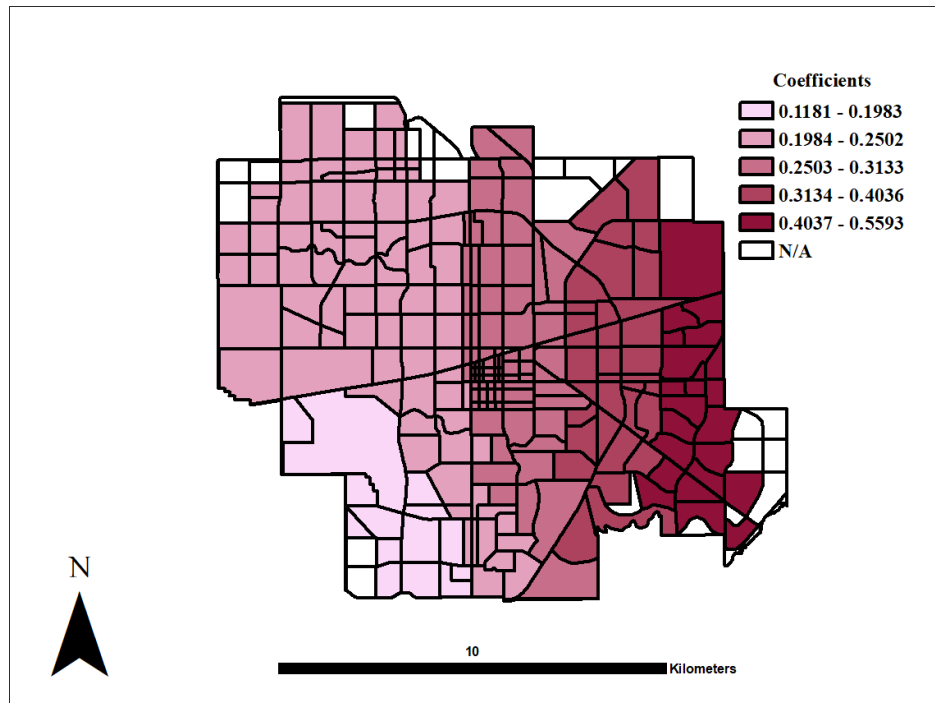 Coefficients
0.1181 - 0.1983
0.1984 - 0.2502
0.2503 - 0.3133
0.3134 - 0.4036
0.4037 - 0.5593
N/A
N
10
Kilometers